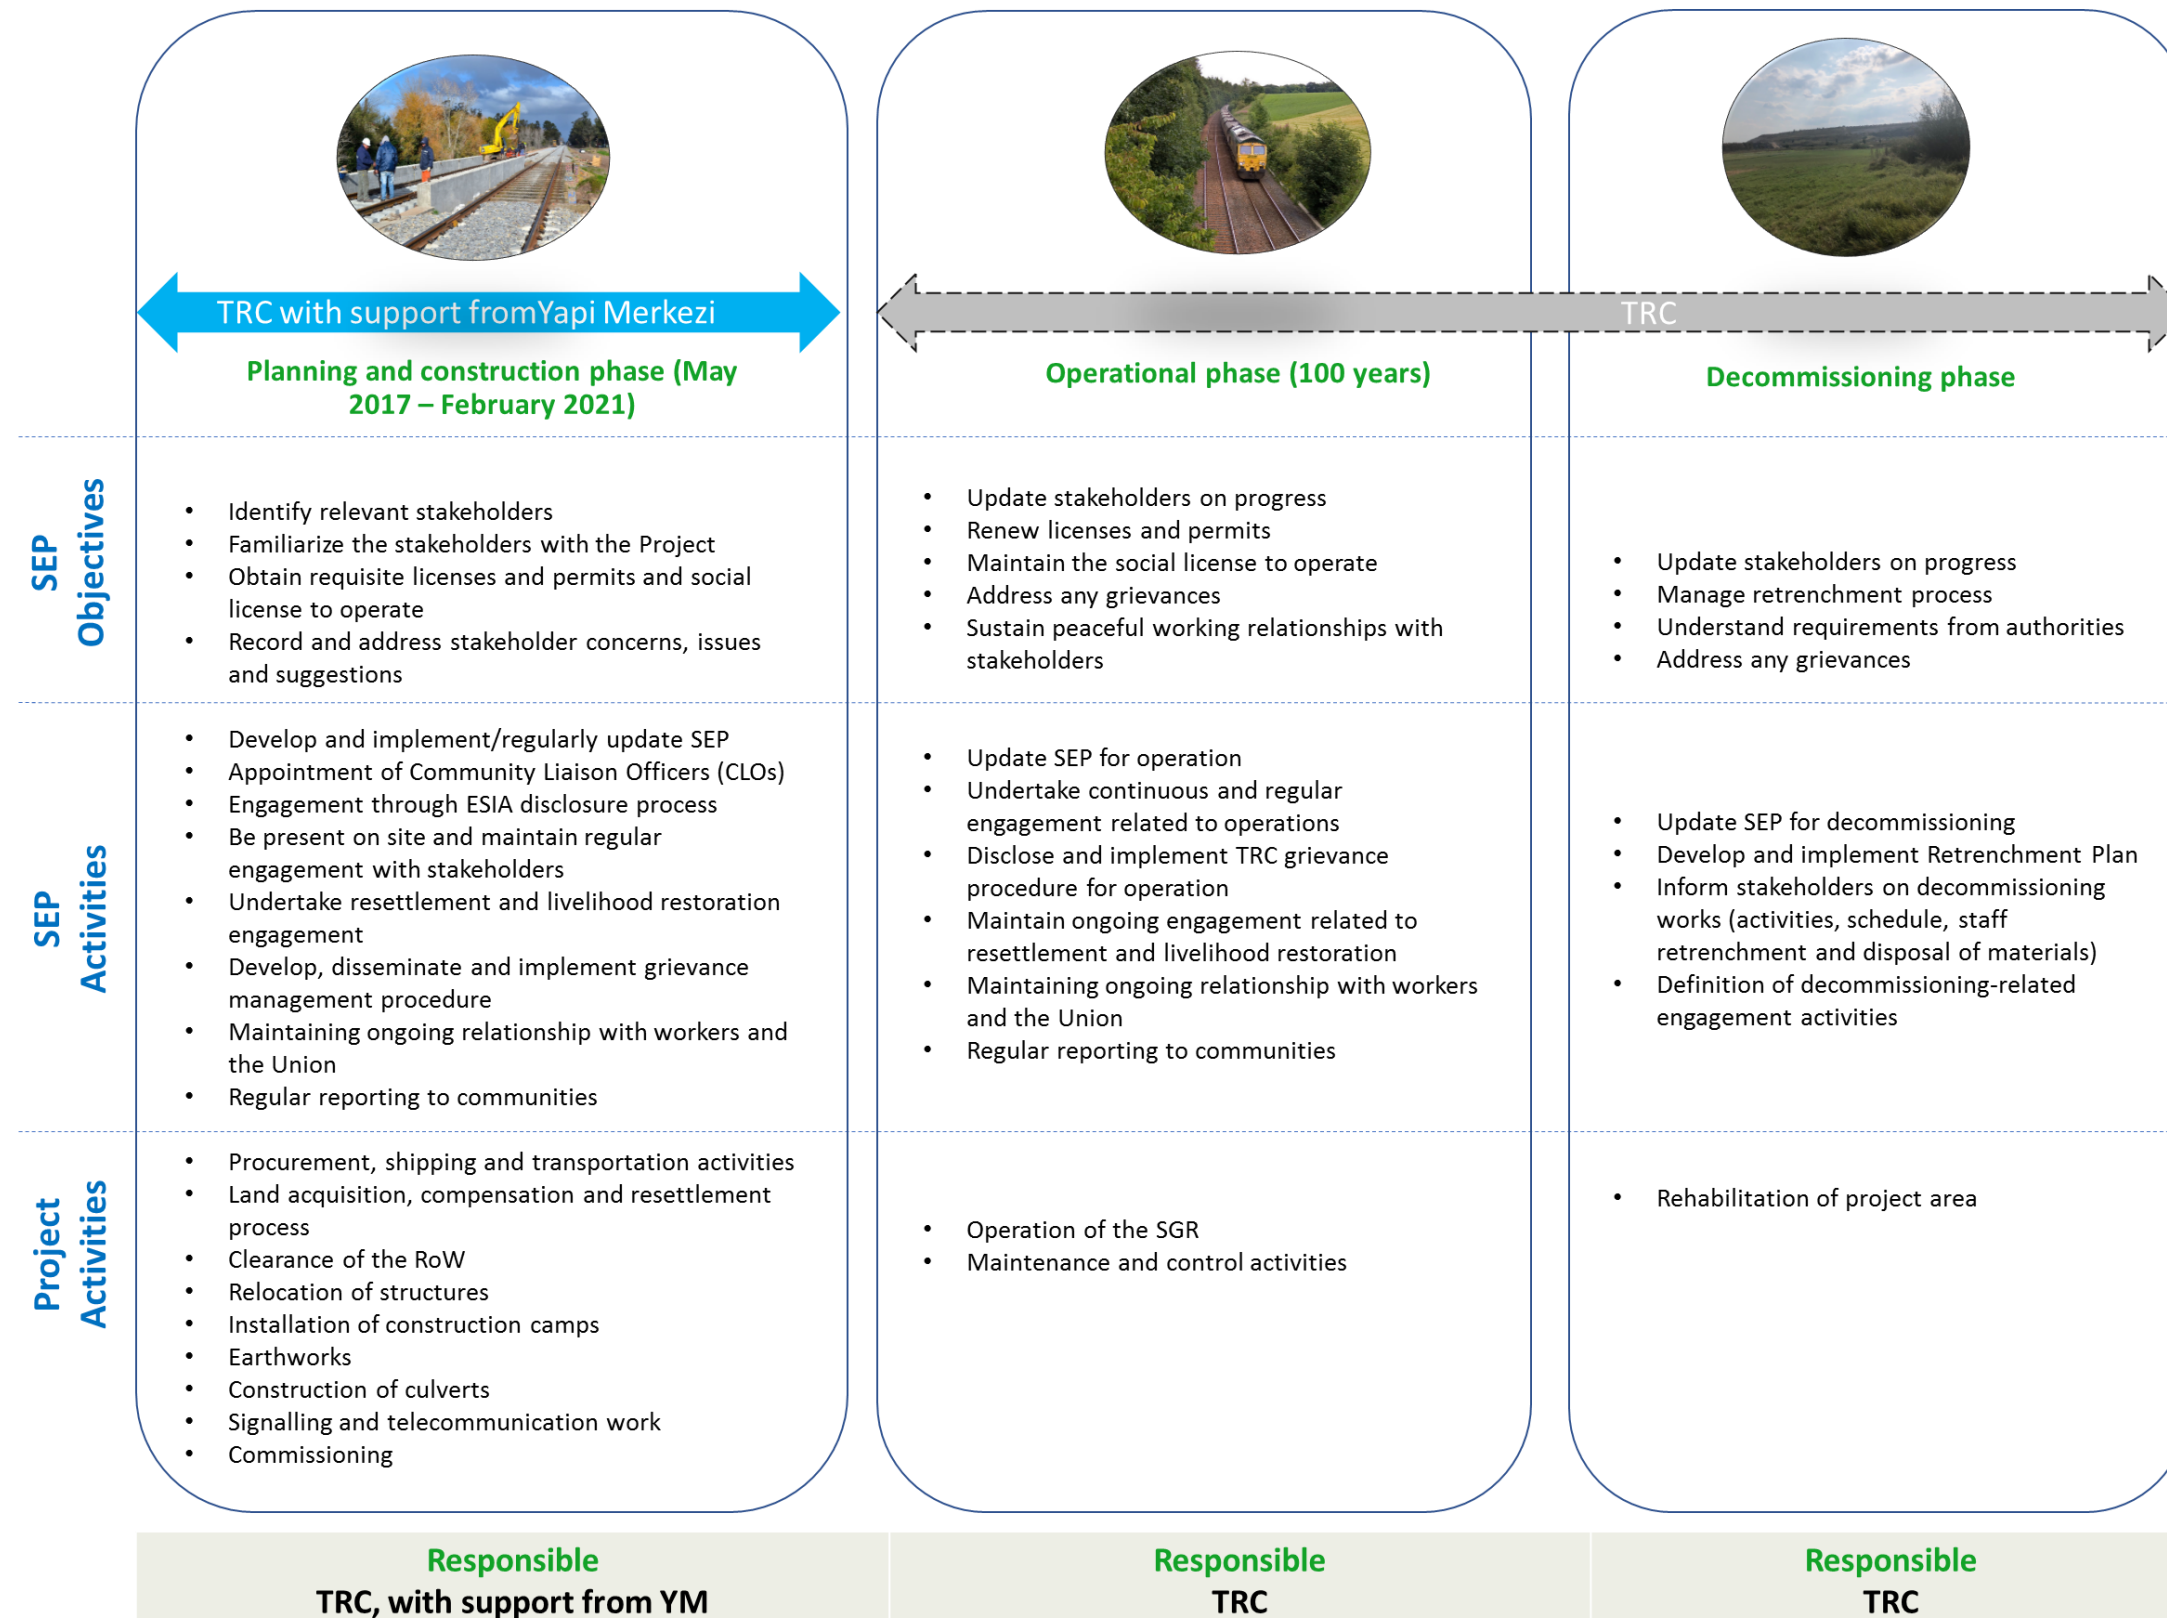 TRC with support fromYapi Merkezi
TRC
Planning and construction phase (May
2017 – February 2021)
Operational phase (100 years)
Decommissioning phase
SEP
Objectives
• Identify relevant stakeholders
• Familiarize the stakeholders with the Project
• Obtain requisite licenses and permits and social
license to operate
• Record and address stakeholder concerns, issues
and suggestions
• Update stakeholders on progress
• Renew licenses and permits
• Maintain the social license to operate
• Address any grievances
• Sustain peaceful working relationships with
stakeholders
• Update stakeholders on progress
• Manage retrenchment process
• Understand requirements from authorities
• Address any grievances
SEP
Activities
• Develop and implement/regularly update SEP
• Appointment of Community Liaison Officers (CLOs)
• Engagement through ESIA disclosure process
• Be present on site and maintain regular
engagement with stakeholders
• Undertake resettlement and livelihood restoration
engagement
• Develop, disseminate and implement grievance
management procedure
• Maintaining ongoing relationship with workers and
the Union
• Regular reporting to communities
• Update SEP for operation
• Undertake continuous and regular
engagement related to operations
• Disclose and implement TRC grievance
procedure for operation
• Maintain ongoing engagement related to
resettlement and livelihood restoration
• Maintaining ongoing relationship with workers
and the Union
• Regular reporting to communities
• Update SEP for decommissioning
• Develop and implement Retrenchment Plan
• Inform stakeholders on decommissioning
works (activities, schedule, staff
retrenchment and disposal of materials)
• Definition of decommissioning-related
engagement activities
Project
Activities
• Procurement, shipping and transportation activities
• Land acquisition, compensation and resettlement
process
• Clearance of the RoW
• Relocation of structures
• Installation of construction camps
• Earthworks
• Construction of culverts
• Signalling and telecommunication work
• Commissioning
• Operation of the SGR
• Maintenance and control activities
• Rehabilitation of project area
Responsible
TRC, with support from YM
Responsible
TRC
Responsible
TRC